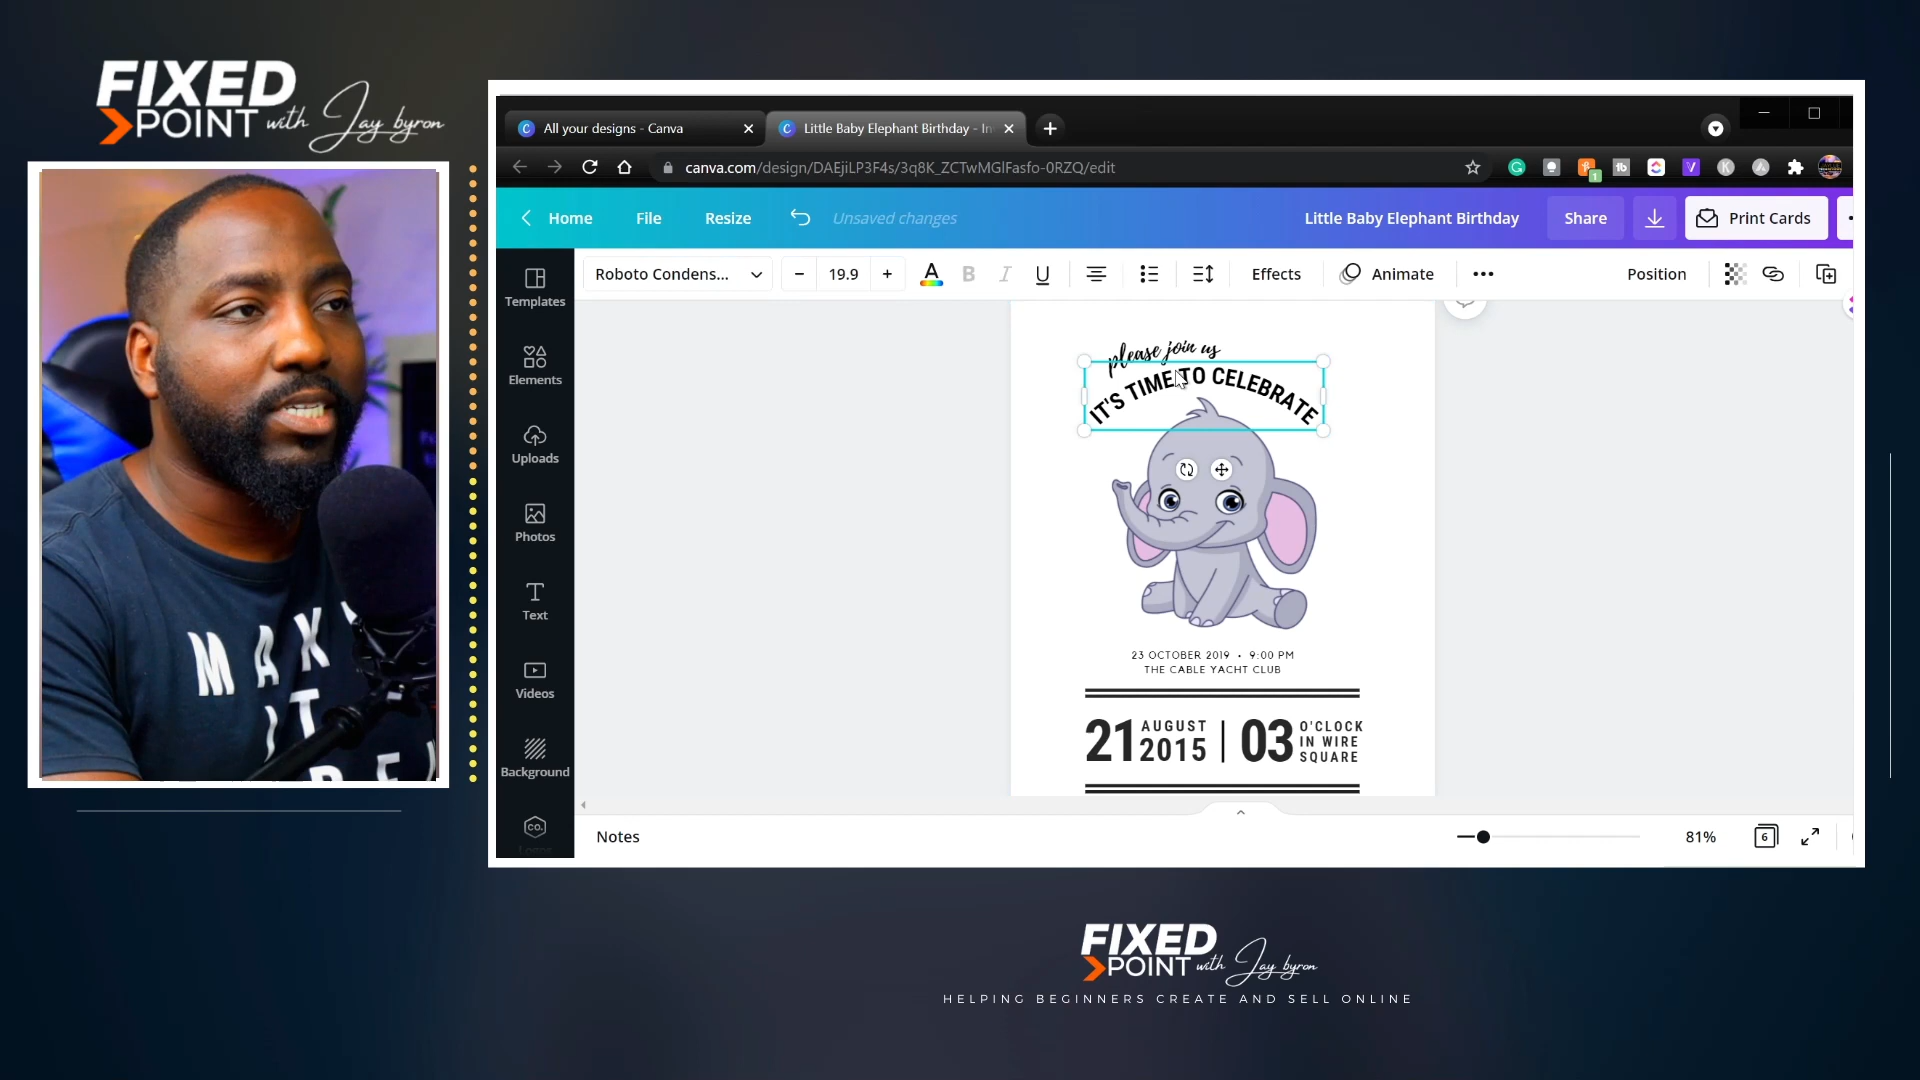 FIXED
POINT with Jay byron
All your designs - Canva
Little Baby Elephant Birthday - In
canva.com/design/DAEjiLP3F4s/3q8K_ZCTwMGlFasfo-0RZQ/edit
Home
File
Resize
Unsaved changes
Little Baby Elephant Birthday
Share
Print Cards
Roboto Condens...
19.9
Effects
Animate
Position
Templates
Elements
Uploads
Photos
Text
Videos
Background
CO.
Logos
please join us
IT'S TIME TO CELEBRATE
23 OCTOBER 2019 • 9:00 PM
THE CABLE YACHT CLUB
21 AUGUST 2015 | 03 O'CLOCK IN WIRE SQUARE
Notes
81%
6
MAK
IT
FIXED
POINT with Jay byron
HELPING BEGINNERS CREATE AND SELL ONLINE